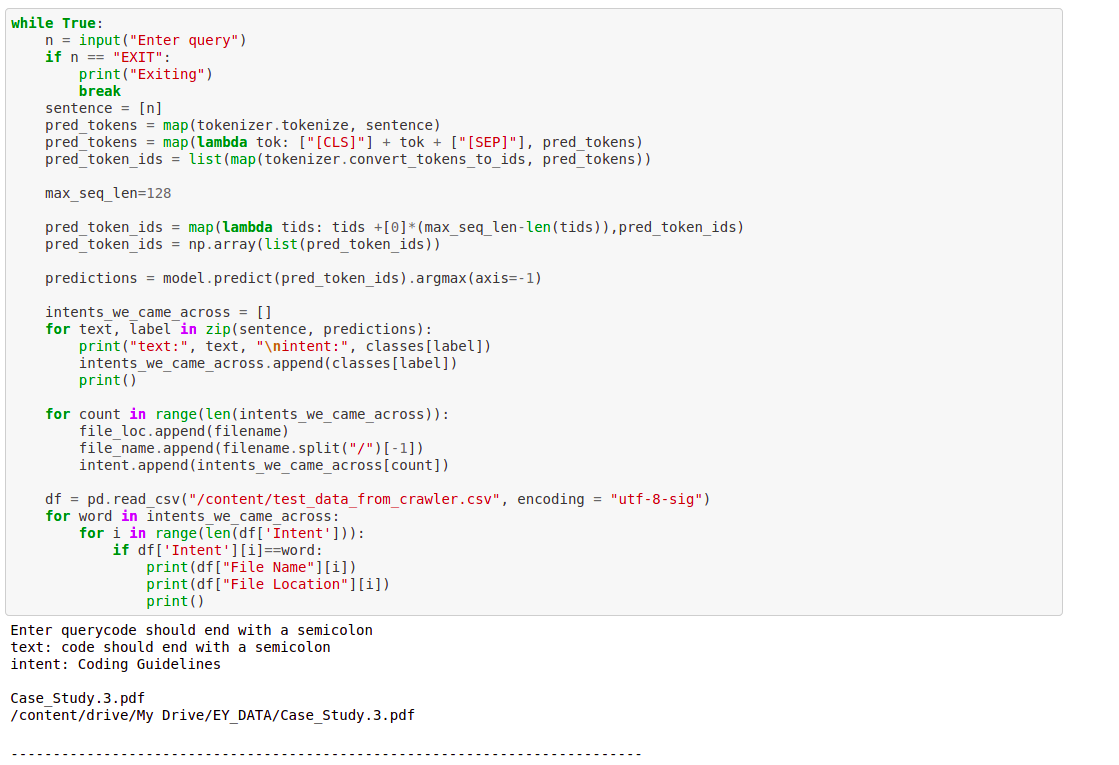 while True:
    n = input("Enter query")
    if n == "EXIT":
        print("Exiting")
        break
    sentence = [n]
    pred_tokens = map(tokenizer.tokenize, sentence)
    pred_tokens = map(lambda tok: ["[CLS]"] + tok + ["[SEP]"], pred_tokens)
    pred_token_ids = list(map(tokenizer.convert_tokens_to_ids, pred_tokens))

    max_seq_len=128

    pred_token_ids = map(lambda tids: tids +[0]*(max_seq_len-len(tids)),pred_token_ids)
    pred_token_ids = np.array(list(pred_token_ids))

    predictions = model.predict(pred_token_ids).argmax(axis=-1)

    intents_we_came_across = []
    for text, label in zip(sentence, predictions):
        print("text:", text, "\nintent:", classes[label])
        intents_we_came_across.append(classes[label])
        print()

    for count in range(len(intents_we_came_across)):
        file_loc.append(filename)
        file_name.append(filename.split("/")[-1])
        intent.append(intents_we_came_across[count])

    df = pd.read_csv("/content/test_data_from_crawler.csv", encoding = "utf-8-sig")
    for word in intents_we_came_across:
        for i in range(len(df['Intent'])):
            if df['Intent'][i]==word:
                print(df["File Name"][i])
                print(df["File Location"][i])
                print()
Enter querycode should end with a semicolon
text: code should end with a semicolon
intent: Coding Guidelines

Case_Study.3.pdf
/content/drive/My Drive/EY_DATA/Case_Study.3.pdf

---------------------------------------------------------------------------